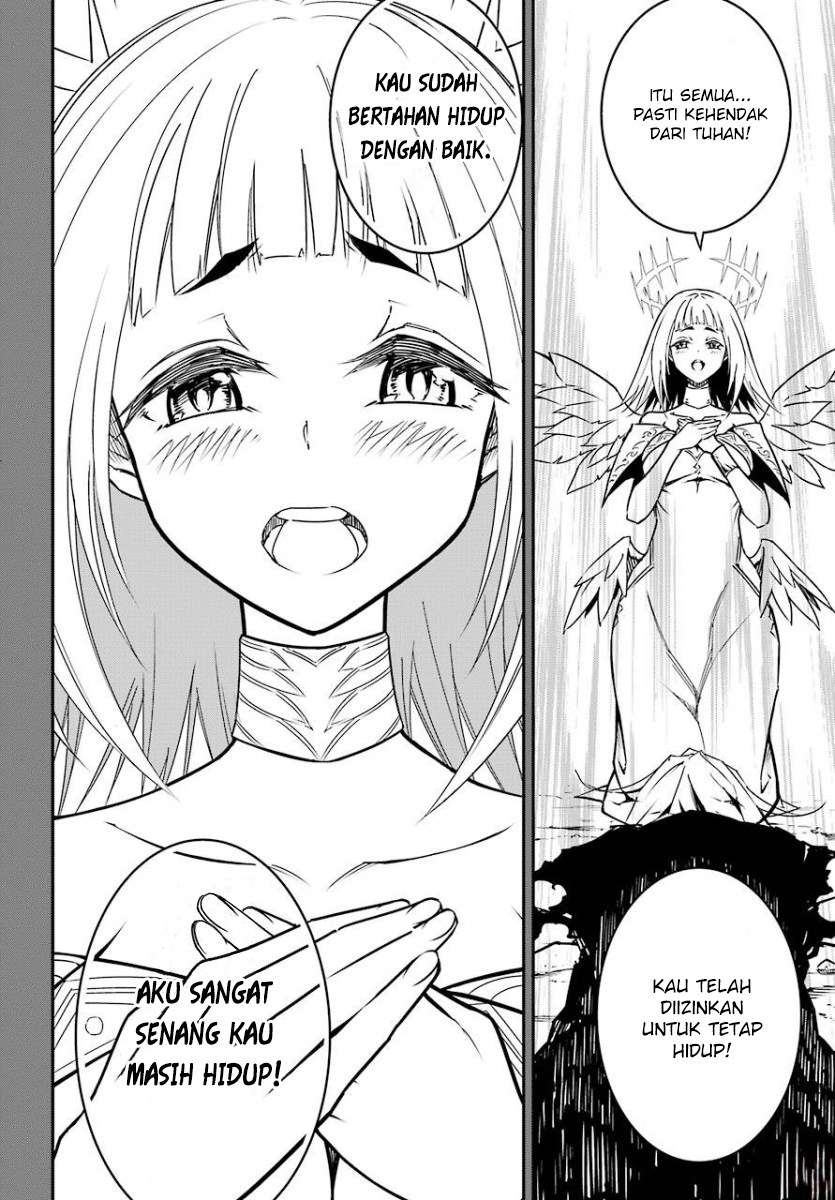 ITU SEMUA...
PASTI KEHENDAK
DARI TUHAN!
KAU TELAH
DIIZINKAN
UNTUK TETAP
HIDUP!
KAU SUDAH
BERTAHAN HIDUP
DENGAN BAIK.
AKU SANGAT
SENANG KAU
MASIH HIDUP!